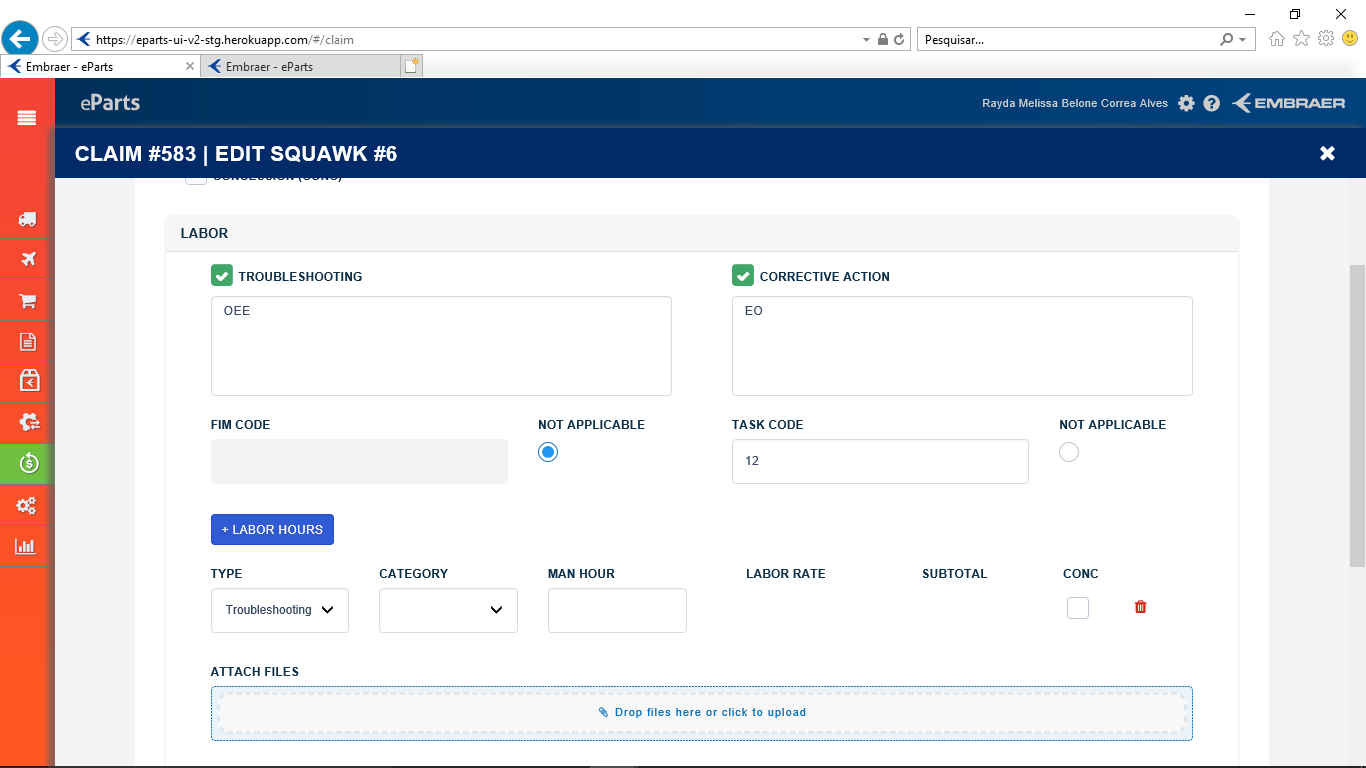 https://eparts-ui-v2-stg.herokuapp.com/#/claim
Pesquisar...
Embraer - eParts
Embraer - eParts
eParts
Rayda Melissa Belone Correa Alves
EMBRAER
CLAIM #583 | EDIT SQUAWK #6
CONCESSION (CONC)
LABOR
TROUBLESHOOTING
CORRECTIVE ACTION
OEE
EO
FIM CODE
NOT APPLICABLE
TASK CODE
NOT APPLICABLE
12
+ LABOR HOURS
TYPE
CATEGORY
MAN HOUR
LABOR RATE
SUBTOTAL
CONC
Troubleshooting
ATTACH FILES
Drop files here or click to upload